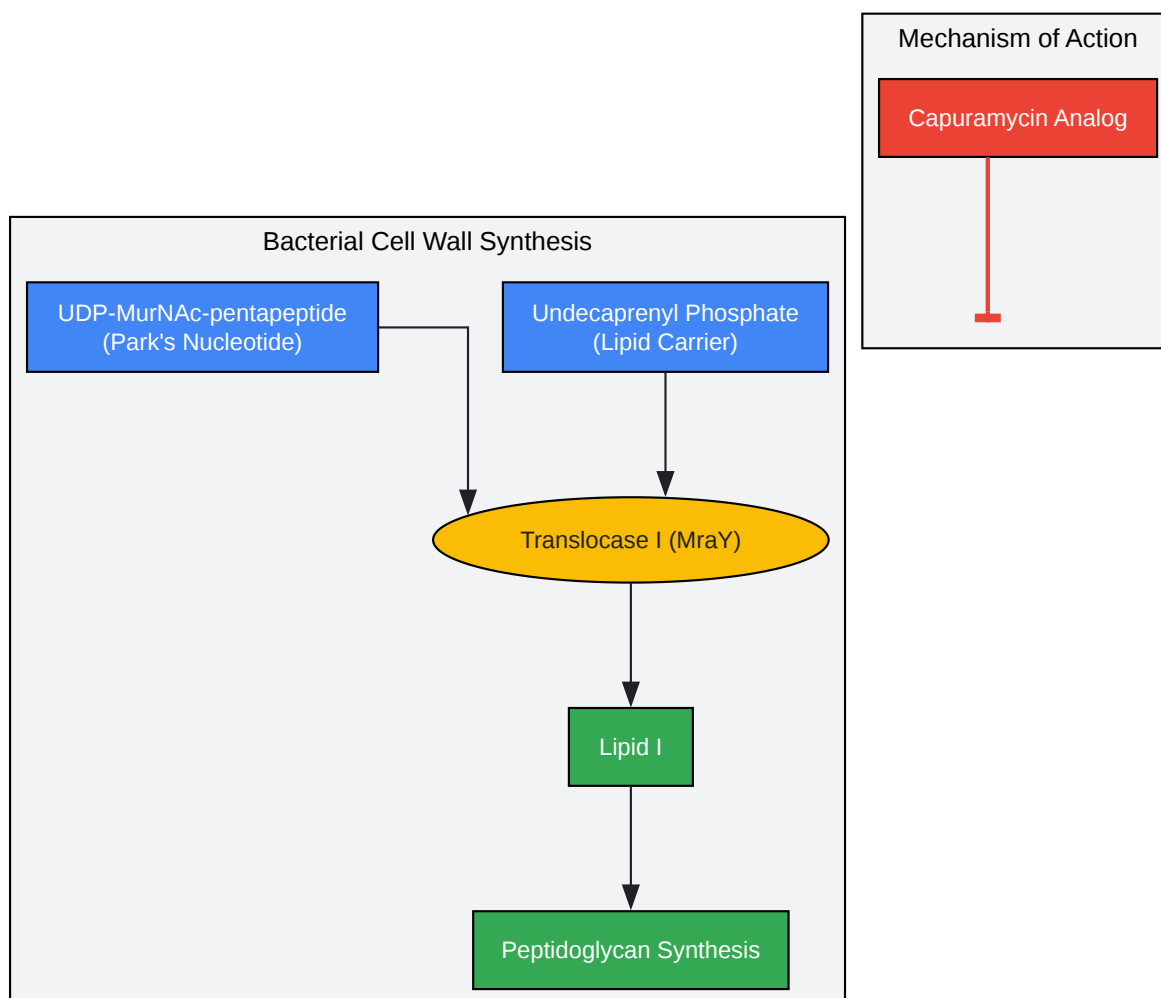 Mechanism of Action
Capuramycin Analog
Bacterial Cell Wall Synthesis
UDP-MurNAc-pentapeptide
(Park's Nucleotide)
Undecaprenyl Phosphate
(Lipid Carrier)
Translocase I (MraY)
Lipid I
Peptidoglycan Synthesis